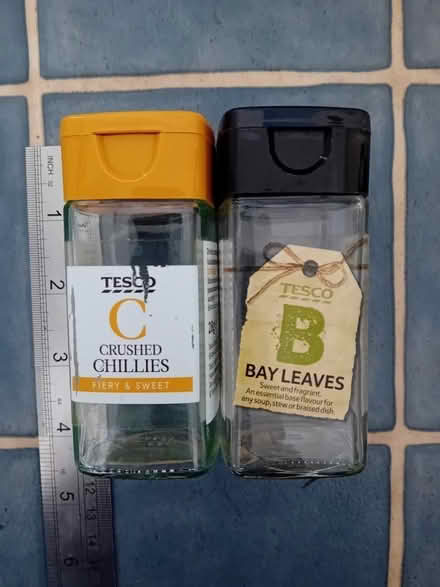 INCH
1
2
3
4
5
6
12
13
14
TESCO
C
CRUSHED
CHILLIES
FIERY & SWEET
TESCO
B
BAY LEAVES
Sweet and fragrant.
An essential base flavour for
any soup, stew or braised dish.